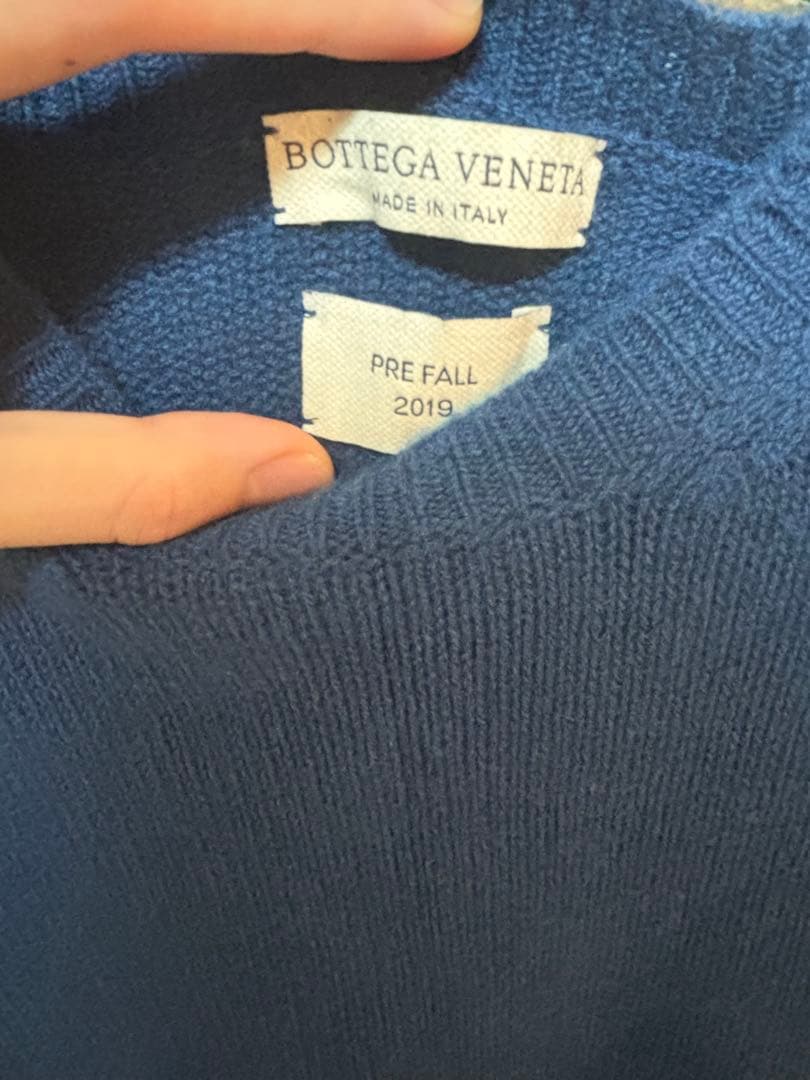 BOTTEGA VENETA
MADE IN ITALY
PRE FALL
2019